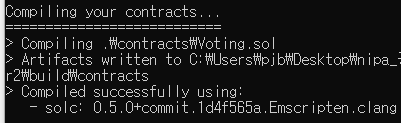 Compiling your contracts...
===========================
> Compiling .₩contracts₩Voting.sol
> Artifacts written to C:₩Users₩pjb₩Desktop₩nipa_
r2₩build₩contracts
> Compiled successfully using:
- solc: 0.5.0+commit.1d4f565a.Emscripten.clang